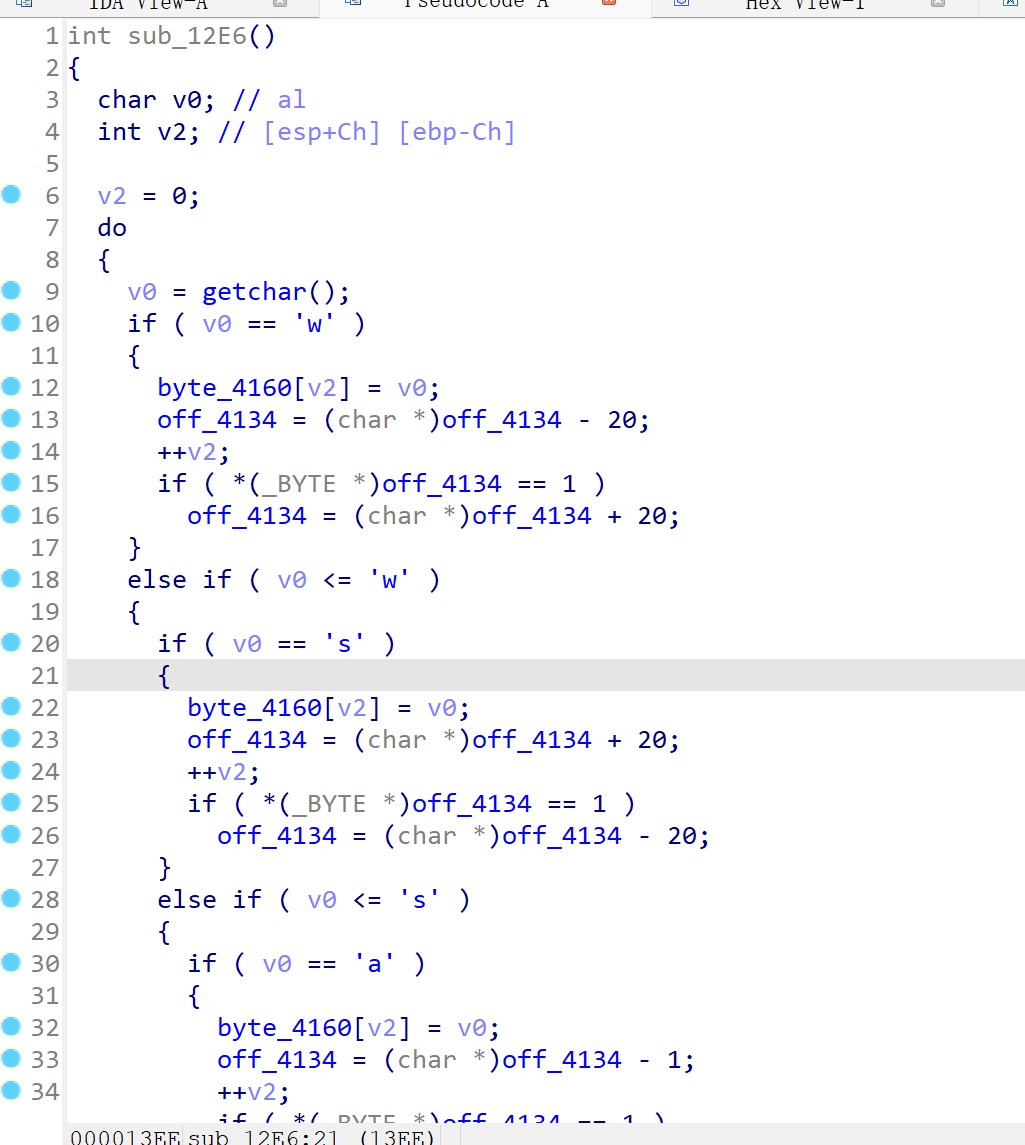 IDA View-A Pseudocode A Hex View-1
1 int sub_12E6()
2 {
3 char v0; // al
4 int v2; // [esp+Ch] [ebp-Ch]
5
6 v2 = 0;
7 do
8 {
9 v0 = getchar();
10 if ( v0 == 'w' )
11 {
12 byte_4160[v2] = v0;
13 off_4134 = (char *)off_4134 - 20;
14 ++v2;
15 if ( *(_BYTE *)off_4134 == 1 )
16 off_4134 = (char *)off_4134 + 20;
17 }
18 else if ( v0 <= 'w' )
19 {
20 if ( v0 == 's' )
21 {
22 byte_4160[v2] = v0;
23 off_4134 = (char *)off_4134 + 20;
24 ++v2;
25 if ( *(_BYTE *)off_4134 == 1 )
26 off_4134 = (char *)off_4134 - 20;
27 }
28 else if ( v0 <= 's' )
29 {
30 if ( v0 == 'a' )
31 {
32 byte_4160[v2] = v0;
33 off_4134 = (char *)off_4134 - 1;
34 ++v2;
if ( *(_BYTE *)off_4134 == 1 )
000013EE sub_12E6:21 (13EE)